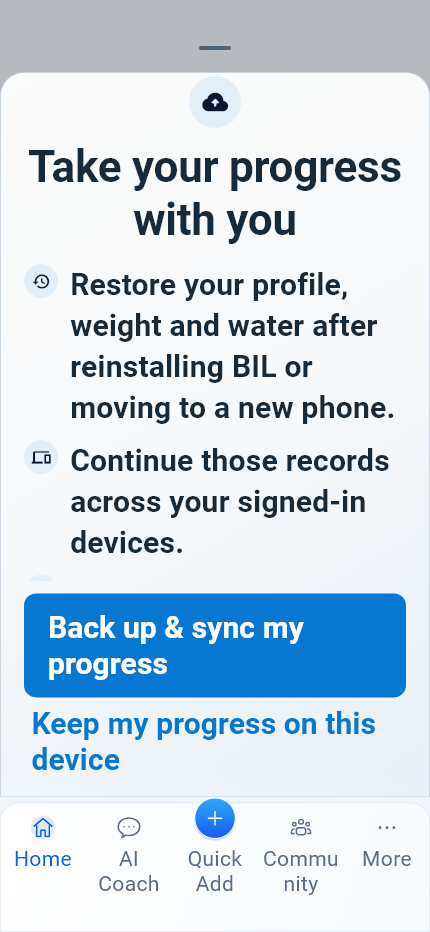 Take your progress
with you
Restore your profile,
weight and water after
reinstalling BIL or
moving to a new phone.
Continue those records
across your signed-in
devices.
Back up & sync my
progress
Keep my progress on this
device
Home
AI
Coach
Quick
Add
Commu
nity
More